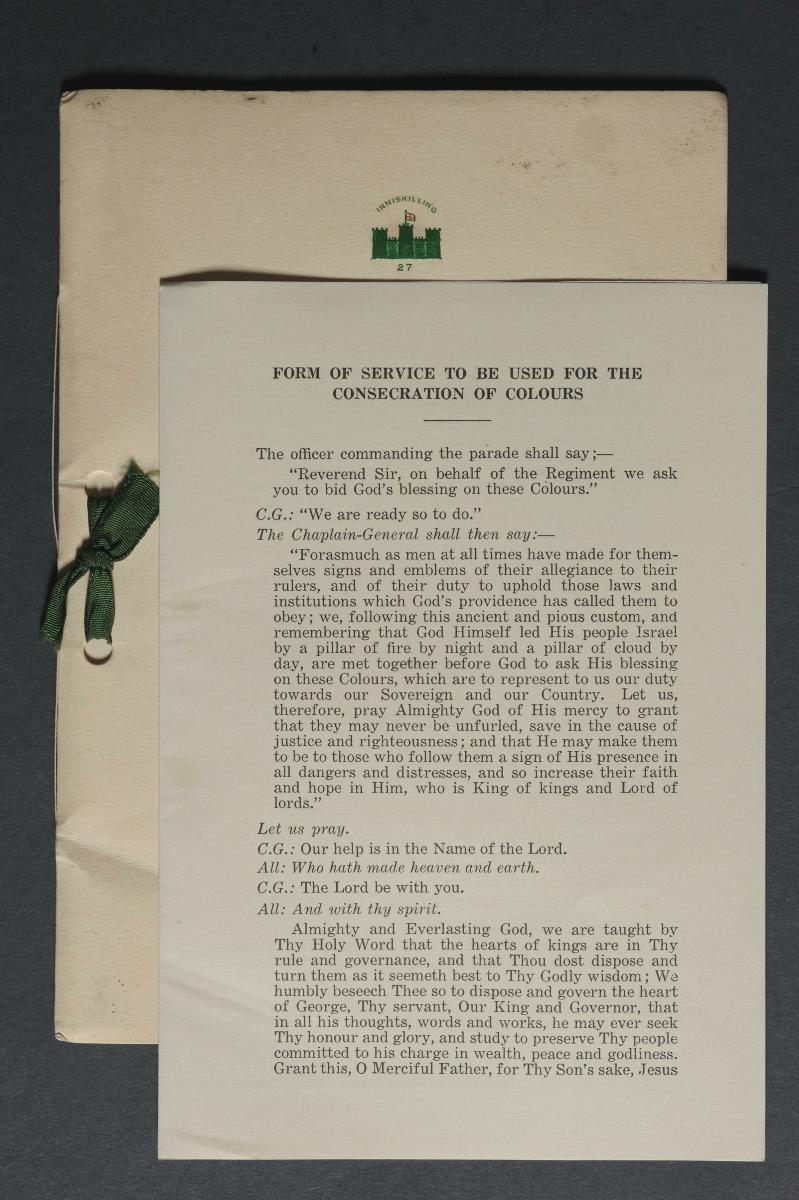 INNISKILLING
27
FORM OF SERVICE TO BE USED FOR THE
CONSECRATION OF COLOURS
The officer commanding the parade shall say;—
"Reverend Sir, on behalf of the Regiment we ask
you to bid God's blessing on these Colours."
C.G.: "We are ready so to do."
The Chaplain-General shall then say:—
"Forasmuch as men at all times have made for them-
selves signs and emblems of their allegiance to their
rulers, and of their duty to uphold those laws and
institutions which God's providence has called them to
obey; we, following this ancient and pious custom, and
remembering that God Himself led His people Israel
by a pillar of fire by night and a pillar of cloud by
day, are met together before God to ask His blessing
on these Colours, which are to represent to us our duty
towards our Sovereign and our Country. Let us,
therefore, pray Almighty God of His mercy to grant
that they may never be unfurled, save in the cause of
justice and righteousness; and that He may make them
to be to those who follow them a sign of His presence in
all dangers and distresses, and so increase their faith
and hope in Him, who is King of kings and Lord of
lords."
Let us pray.
C.G.: Our help is in the Name of the Lord.
All: Who hath made heaven and earth.
C.G.: The Lord be with you.
All: And with thy spirit.
Almighty and Everlasting God, we are taught by
Thy Holy Word that the hearts of kings are in Thy
rule and governance, and that Thou dost dispose and
turn them as it seemeth best to Thy Godly wisdom; We
humbly beseech Thee so to dispose and govern the heart
of George, Thy servant, Our King and Governor, that
in all his thoughts, words and works, he may ever seek
Thy honour and glory, and study to preserve Thy people
committed to his charge in wealth, peace and godliness.
Grant this, O Merciful Father, for Thy Son's sake, Jesus